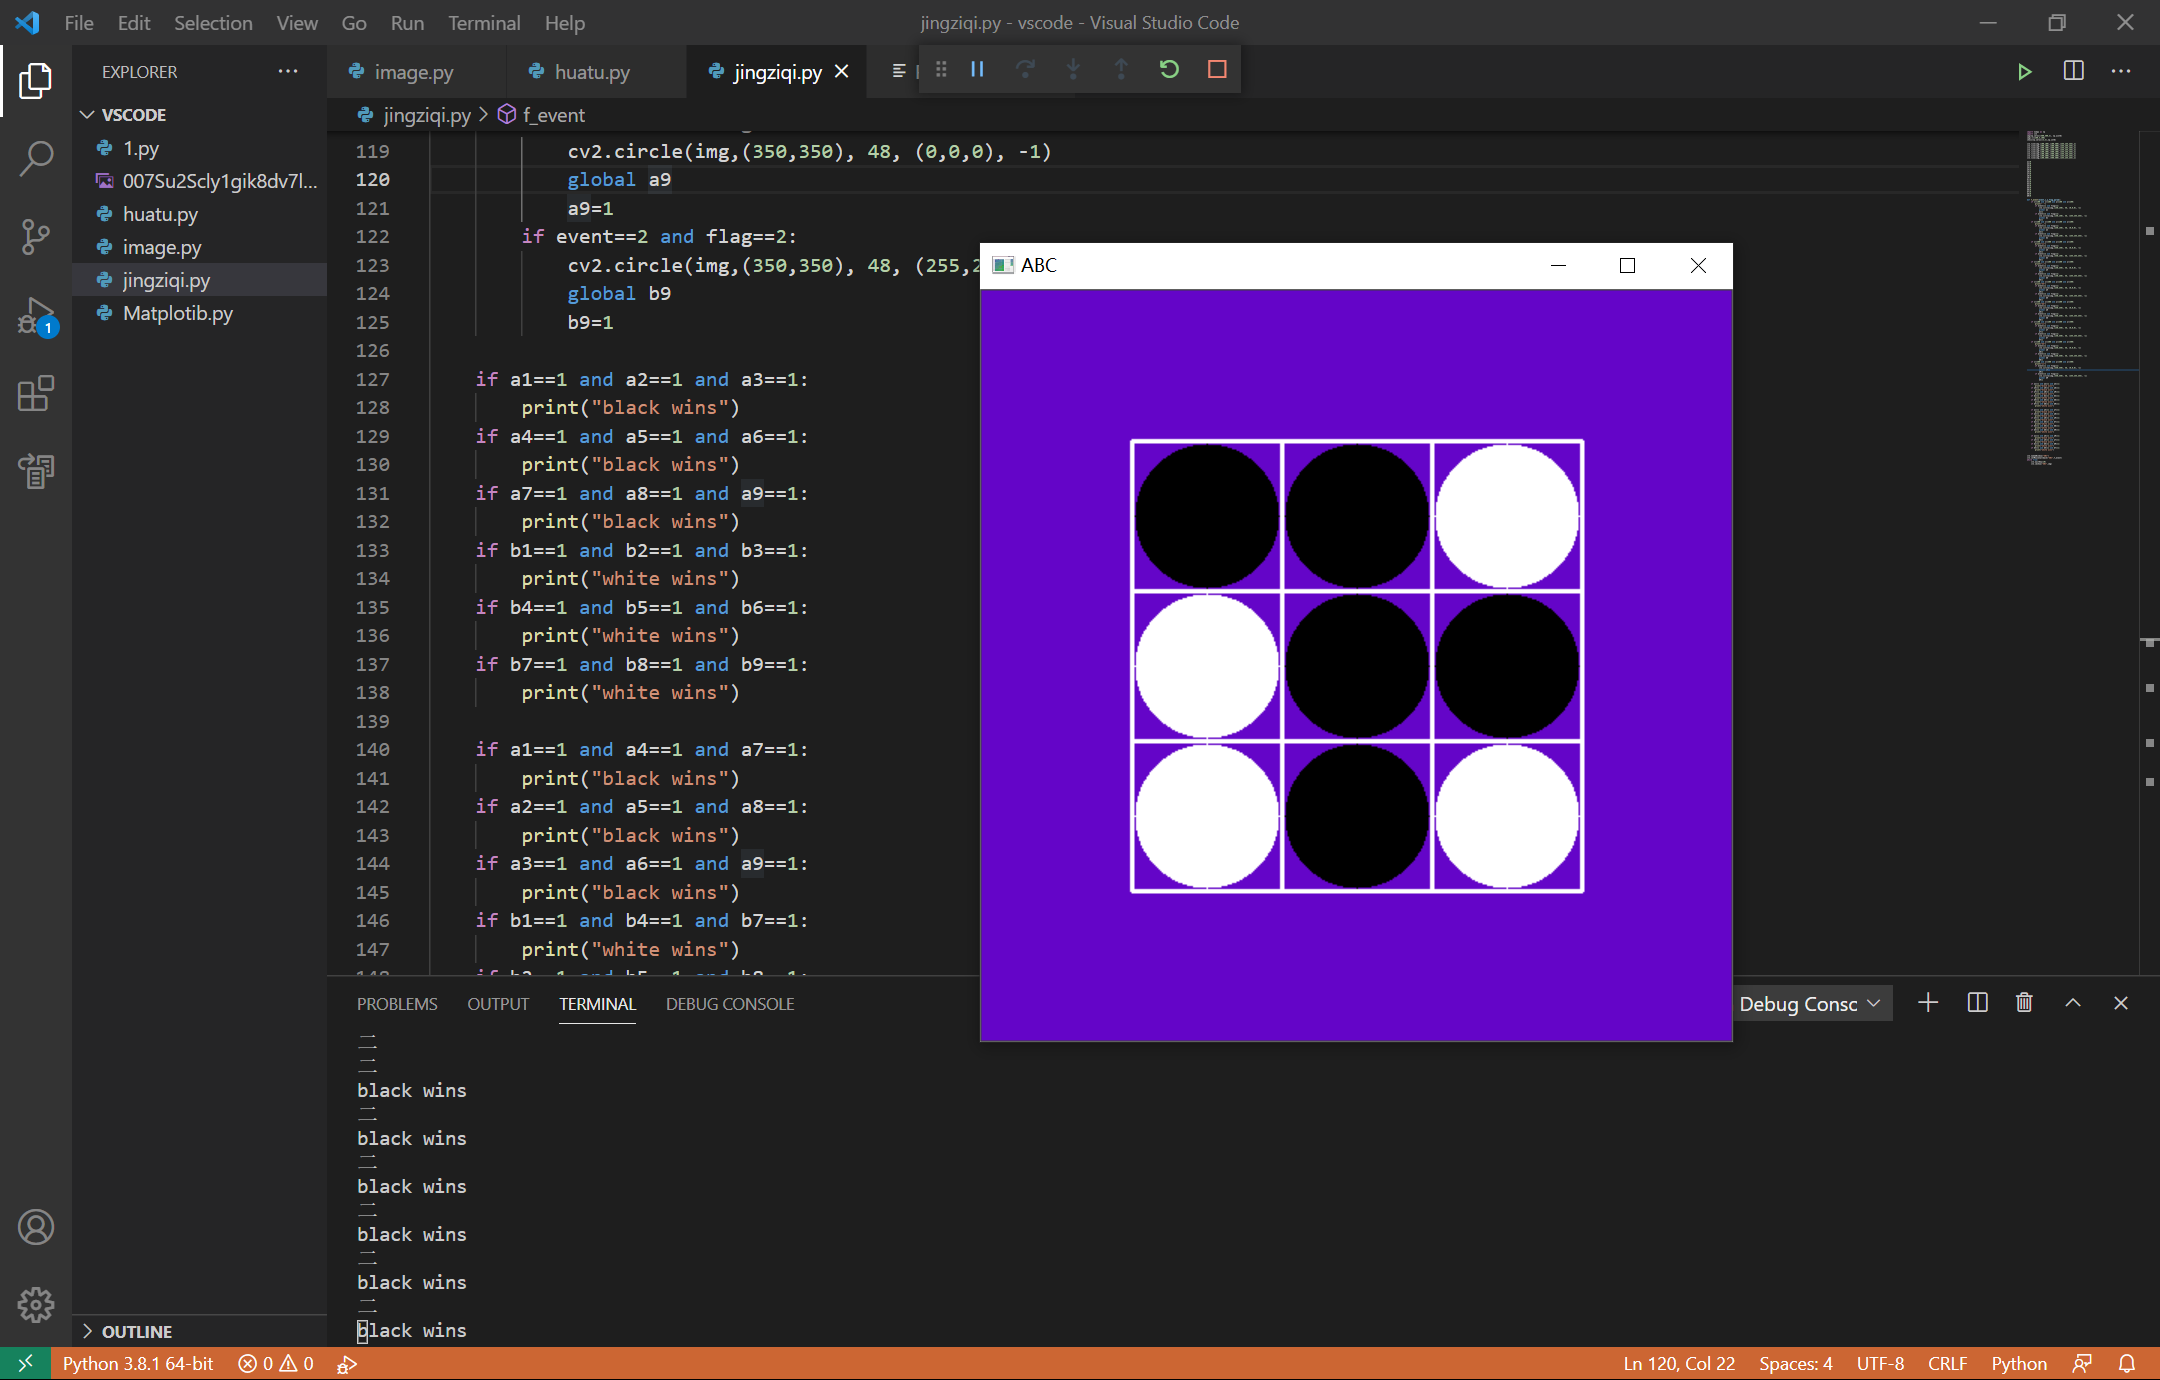 File Edit Selection View Go Run Terminal Help
jingziqi.py - vscode - Visual Studio Code
EXPLORER
image.py
huatu.py
jingziqi.py
VSCODE
1.py
007Su2Scly1gik8dv7l...
huatu.py
image.py
jingziqi.py
Matplotib.py
OUTLINE
jingziqi.py > f_event
119 cv2.circle(img,(350,350), 48, (0,0,0), -1)
120 global a9
121 a9=1
122 if event==2 and flag==2:
123 cv2.circle(img,(350,350), 48, (255,2
124 global b9
125 b9=1
126
127 if a1==1 and a2==1 and a3==1:
128 print("black wins")
129 if a4==1 and a5==1 and a6==1:
130 print("black wins")
131 if a7==1 and a8==1 and a9==1:
132 print("black wins")
133 if b1==1 and b2==1 and b3==1:
134 print("white wins")
135 if b4==1 and b5==1 and b6==1:
136 print("white wins")
137 if b7==1 and b8==1 and b9==1:
138 print("white wins")
139
140 if a1==1 and a4==1 and a7==1:
141 print("black wins")
142 if a2==1 and a5==1 and a8==1:
143 print("black wins")
144 if a3==1 and a6==1 and a9==1:
145 print("black wins")
146 if b1==1 and b4==1 and b7==1:
147 print("white wins")
ABC
PROBLEMS OUTPUT TERMINAL DEBUG CONSOLE
Debug Consc
二
二
black wins
二
black wins
二
black wins
二
black wins
二
black wins
二
black wins
1
Python 3.8.1 64-bit 0 0
Ln 120, Col 22 Spaces: 4 UTF-8 CRLF Python